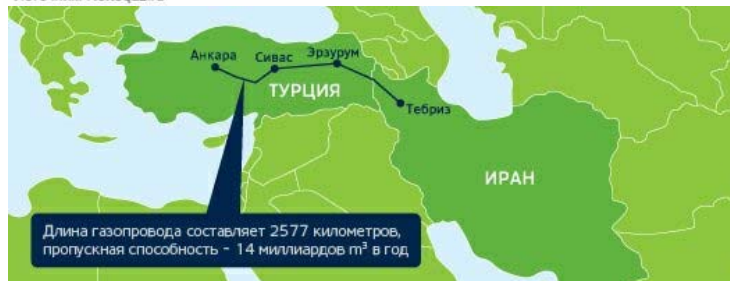 Анкара
Сивас
Эрзурум
ТУРЦИЯ
Тебриз
ИРАН
Длина газопровода составляет 2577 километров,
пропускная способность - 14 миллиардов m³ в год